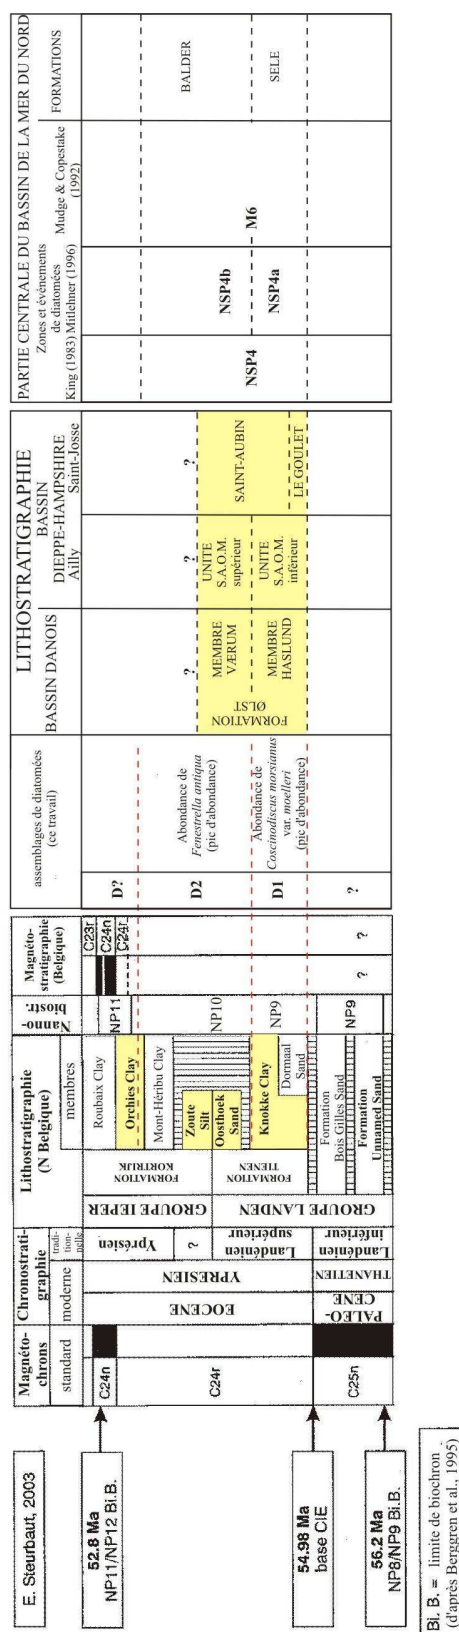 E. Steurbaut, 2003
52.8 Ma
NP11/NP12 Bi.B.
54.98 Ma
base CIE
56.2 Ma
NP8/NP9 Bi.B.
Bi. B. = limite de biochron
(d'après Berggren et al., 1995)
Magnéto-
chrons
standard
C24n
C24r
C25n
Chronostrati-
graphie
moderne
tradi-
tion-
nelle
EOCENE
PALEO-
CENE
YPRESIEN
THANETIEN
Yprésien
?
Landénien
supérieur
Landénien
inférieur
Lithostratigraphie
(N Belgique)
membres
GROUPE IEPER
GROUPE LANDEN
FORMATION
KORTRIJK
FORMATION
TIENEN
Roubaix Clay
Orchies Clay
Mont-Héribu Clay
Zoute
Silt
Oosthoek
Sand
Knokke Clay
Dormaal
Sand
Formation
Bois Gilles Sand
Formation
Unnamed Sand
Nanno-
biostr.
NP11
NP10
NP9
NP9
Magnéto-
stratigraphie
(Belgique)
C23r
C24n
C24r
?
?
assemblages de diatomées
(ce travail)
D?
D2
D1
?
Abondance de
Fenestrella antiqua
(pic d'abondance)
Abondance de
Coscinodiscus morsianus
var. moelleri
(pic d'abondance)
LITHOSTRATIGRAPHIE
BASSIN DANOIS
BASSIN
DIEPPE-HAMPSHIRE
Ailly
Saint-Josse
?
FORMATION
ØLST
MEMBRE
VÆRUM
MEMBRE
HASLUND
?
UNITE
S.A.O.M.
supérieur
UNITE
S.A.O.M.
inférieur
?
SAINT-AUBIN
LE GOULET
PARTIE CENTRALE DU BASSIN DE LA MER DU NORD
Zones et événements
de diatomées
King (1983)
Mitlehner (1996)
Mudge & Copestake
(1992)
FORMATIONS
NSP4
NSP4b
NSP4a
M6
BALDER
SELE